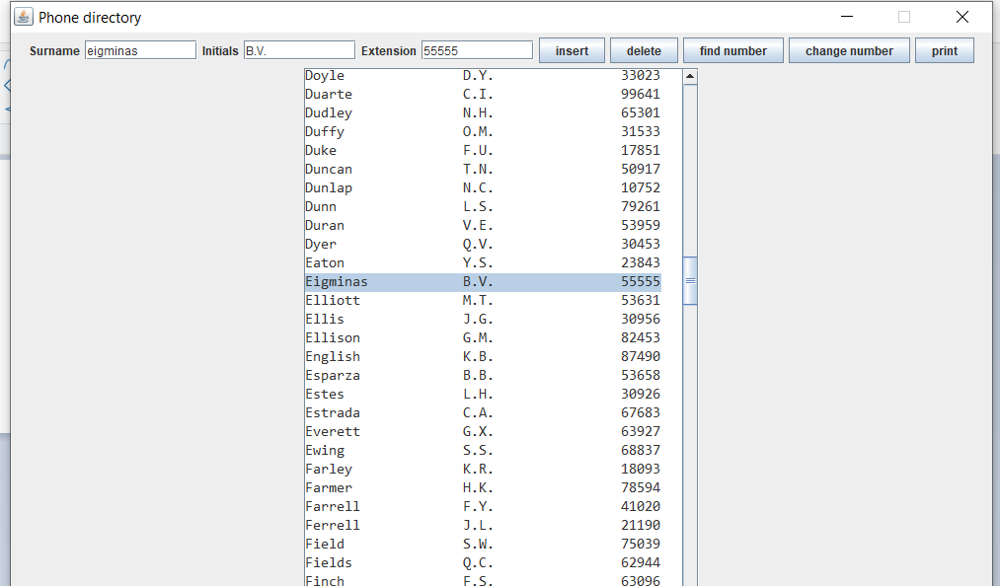 Phone directory
Surname eigminas Initials B.V. Extension 55555 insert delete find number change number print
Doyle D.Y. 33023
Duarte C.I. 99641
Dudley N.H. 65301
Duffy O.M. 31533
Duke F.U. 17851
Duncan T.N. 50917
Dunlap N.C. 10752
Dunn L.S. 79261
Duran V.E. 53959
Dyer Q.V. 30453
Eaton Y.S. 23843
Eigminas B.V. 55555
Elliott M.T. 53631
Ellis J.G. 30956
Ellison G.M. 82453
English K.B. 87490
Esparza B.B. 53658
Estes L.H. 30926
Estrada C.A. 67683
Everett G.X. 63927
Ewing S.S. 68837
Farley K.R. 18093
Farmer H.K. 78594
Farrell F.Y. 41020
Ferrell J.L. 21190
Field S.W. 75039
Fields Q.C. 62944
Finch F.S. 63096